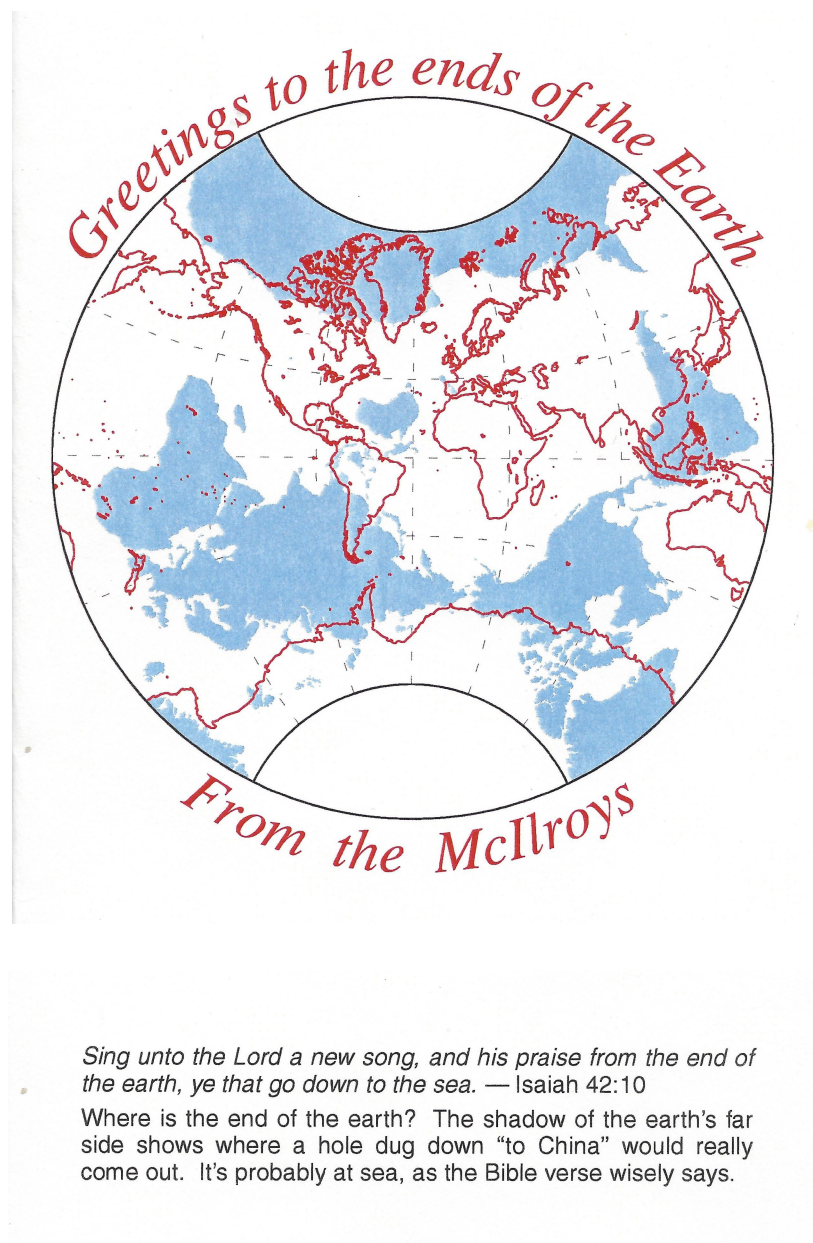 Greetings to the ends of the Earth
From the McIlroys
Sing unto the Lord a new song, and his praise from the end of
the earth, ye that go down to the sea. — Isaiah 42:10
Where is the end of the earth? The shadow of the earth's far
side shows where a hole dug down “to China” would really
come out. It's probably at sea, as the Bible verse wisely says.